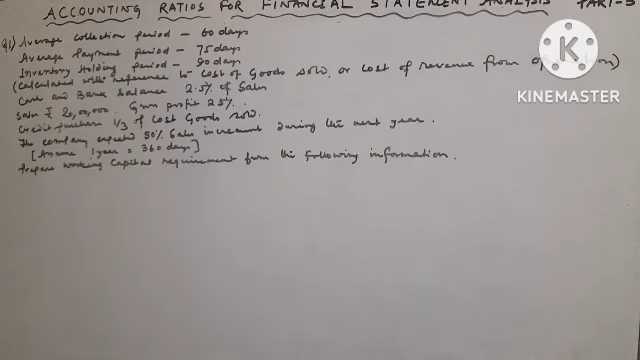 ACCOUNTING RATIOS FOR FINANCIAL STATEMENT ANALYSIS PART-5
Q1) Average collection period - 60 days
Average Payment period - 75 days
Inventory Holding period - 90 days
(Calculated with reference to Cost of Goods sold or Cost of revenue from operation)
Cash and Bank balance 2.5% of Sales
Sales ₹ 20,00,000. Gross profit 25%.
Credit purchase 1/3 of Cost Goods sold.
The company expected 50% Sales increment during the next year.
[Assume 1 year = 360 days]
Prepare working Capital requirement from the following information.
K
MADE WITH
KINEMASTER